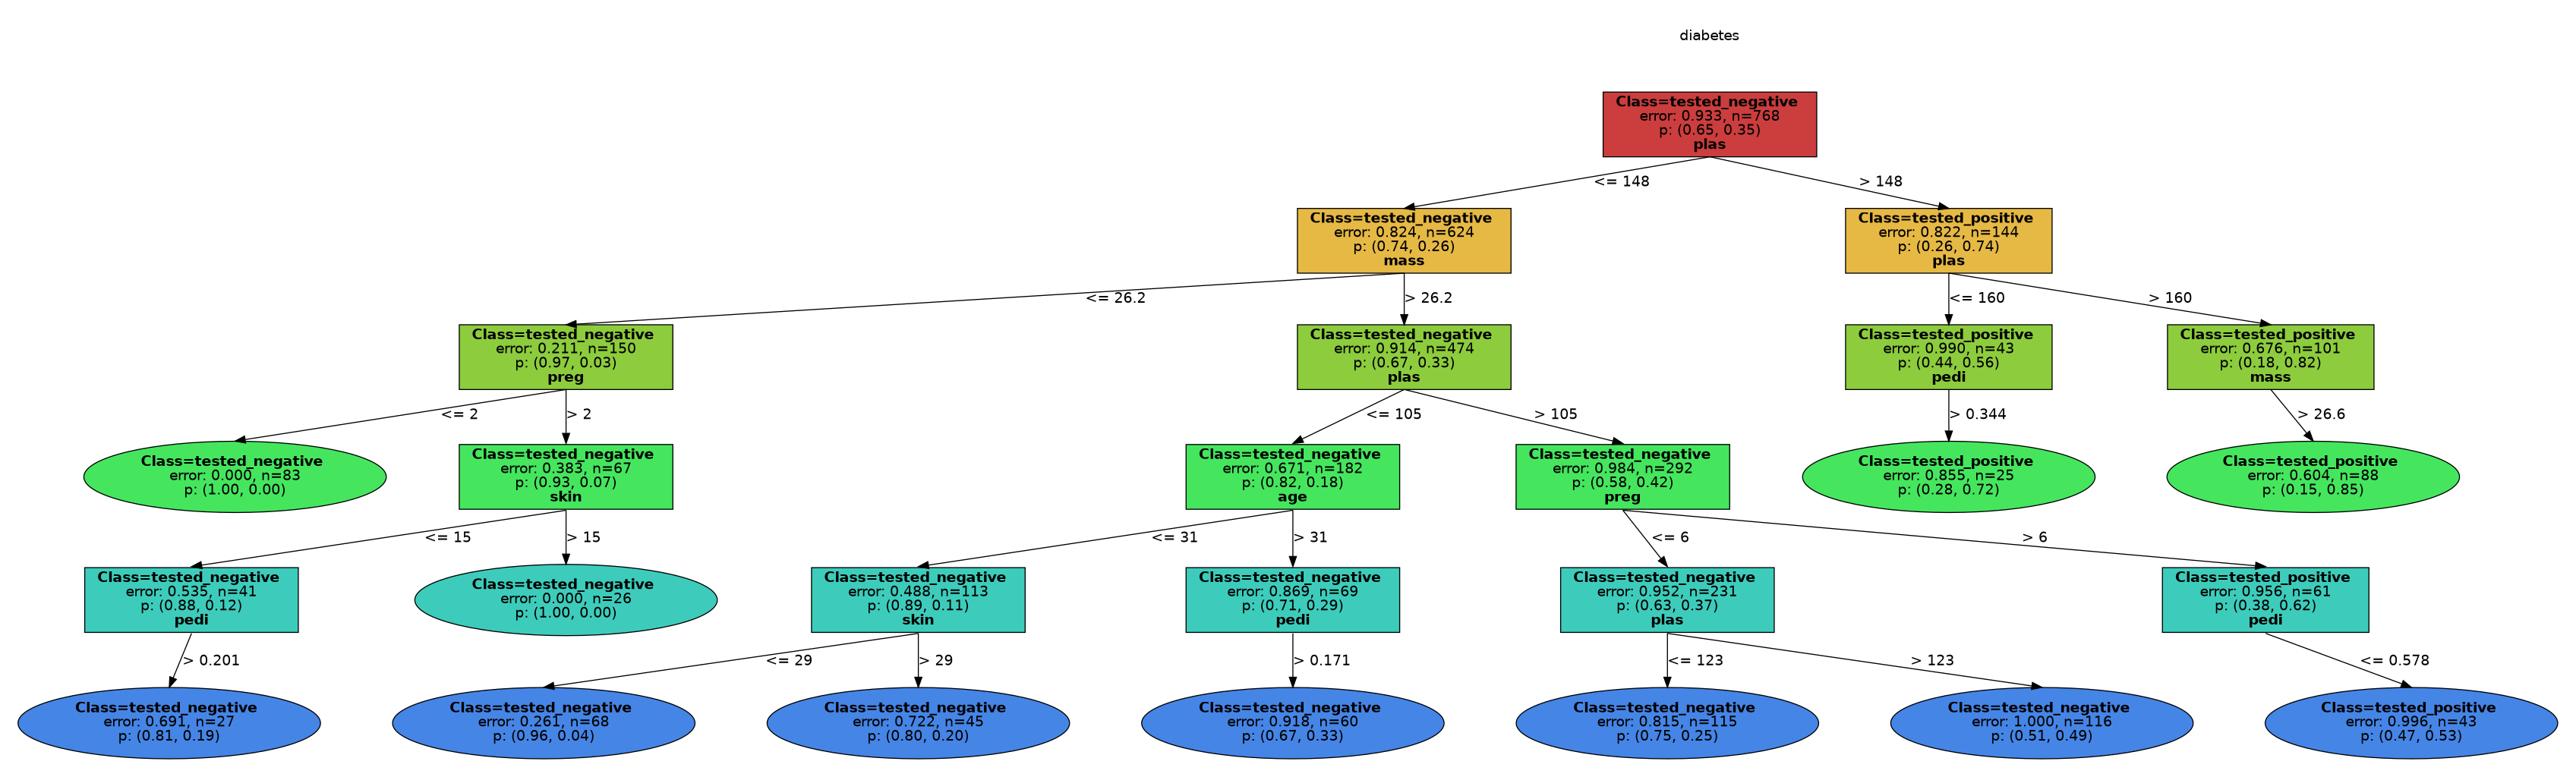 diabetes
Class=tested_negative
error: 0.933, n=768
p: (0.65, 0.35)
plas
<= 148
> 148
Class=tested_negative
error: 0.824, n=624
p: (0.74, 0.26)
mass
Class=tested_positive
error: 0.822, n=144
p: (0.26, 0.74)
plas
<= 26.2
> 26.2
<= 160
> 160
Class=tested_negative
error: 0.211, n=150
p: (0.97, 0.03)
preg
Class=tested_negative
error: 0.914, n=474
p: (0.67, 0.33)
plas
Class=tested_positive
error: 0.990, n=43
p: (0.44, 0.56)
pedi
Class=tested_positive
error: 0.676, n=101
p: (0.18, 0.82)
mass
<= 2
> 2
<= 105
> 105
> 0.344
> 26.6
Class=tested_negative
error: 0.000, n=83
p: (1.00, 0.00)
Class=tested_negative
error: 0.383, n=67
p: (0.93, 0.07)
skin
Class=tested_negative
error: 0.671, n=182
p: (0.82, 0.18)
age
Class=tested_negative
error: 0.984, n=292
p: (0.58, 0.42)
preg
Class=tested_positive
error: 0.855, n=25
p: (0.28, 0.72)
Class=tested_positive
error: 0.604, n=88
p: (0.15, 0.85)
<= 15
> 15
<= 31
> 31
<= 6
> 6
Class=tested_negative
error: 0.535, n=41
p: (0.88, 0.12)
pedi
Class=tested_negative
error: 0.000, n=26
p: (1.00, 0.00)
Class=tested_negative
error: 0.488, n=113
p: (0.89, 0.11)
skin
Class=tested_negative
error: 0.869, n=69
p: (0.71, 0.29)
pedi
Class=tested_negative
error: 0.952, n=231
p: (0.63, 0.37)
plas
Class=tested_positive
error: 0.956, n=61
p: (0.38, 0.62)
pedi
> 0.201
<= 29
> 29
> 0.171
<= 123
> 123
<= 0.578
Class=tested_negative
error: 0.691, n=27
p: (0.81, 0.19)
Class=tested_negative
error: 0.261, n=68
p: (0.96, 0.04)
Class=tested_negative
error: 0.722, n=45
p: (0.80, 0.20)
Class=tested_negative
error: 0.918, n=60
p: (0.67, 0.33)
Class=tested_negative
error: 0.815, n=115
p: (0.75, 0.25)
Class=tested_negative
error: 1.000, n=116
p: (0.51, 0.49)
Class=tested_positive
error: 0.996, n=43
p: (0.47, 0.53)